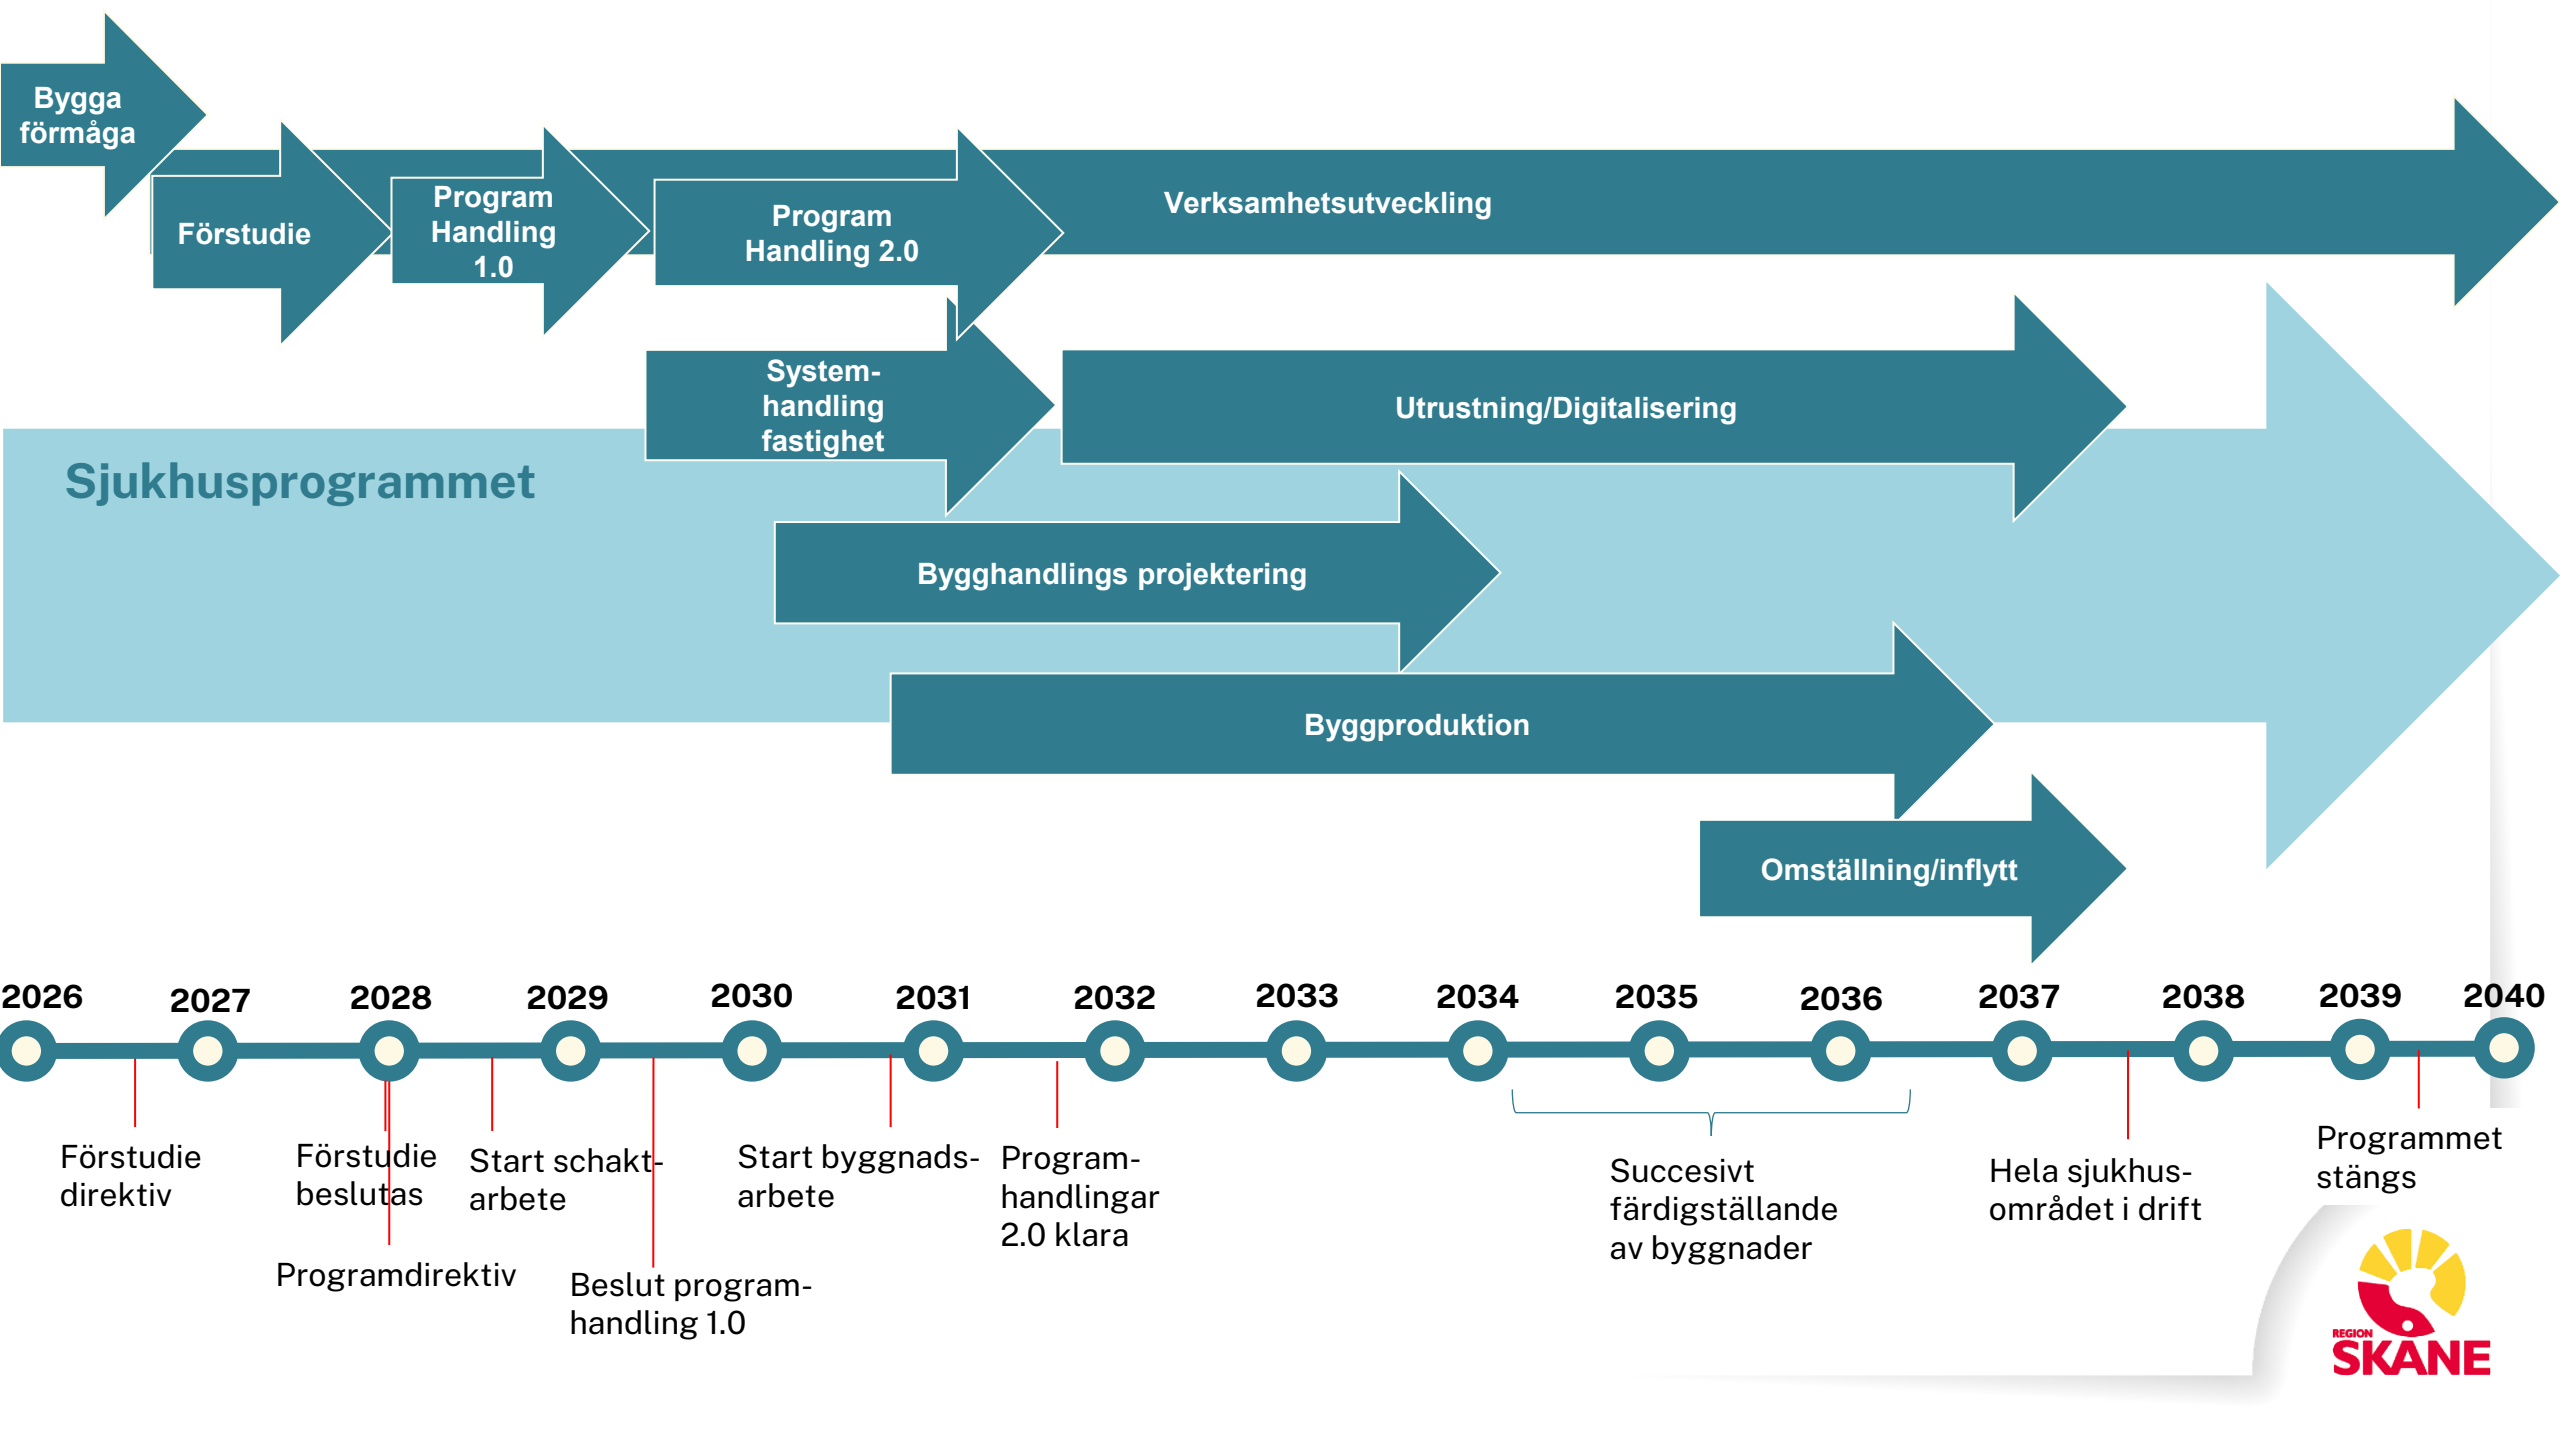 Bygga
förmåga
Förstudie
Program
Handling
1.0
Program
Handling 2.0
Verksamhetsutveckling
System-
handling
fastighet
Utrustning/Digitalisering
Sjukhusprogrammet
Bygghandlings projektering
Byggproduktion
Omställning/inflytt
2026
2027
2028
2029
2030
2031
2032
2033
2034
2035
2036
2037
2038
2039
2040
Förstudie
direktiv
Förstudie
beslutas
Programdirektiv
Start schakt-
arbete
Beslut program-
handling 1.0
Start byggnads-
arbete
Program-
handlingar
2.0 klara
Succesivt
färdigställande
av byggnader
Hela sjukhus-
området i drift
Programmet
stängs
REGION
SKÅNE